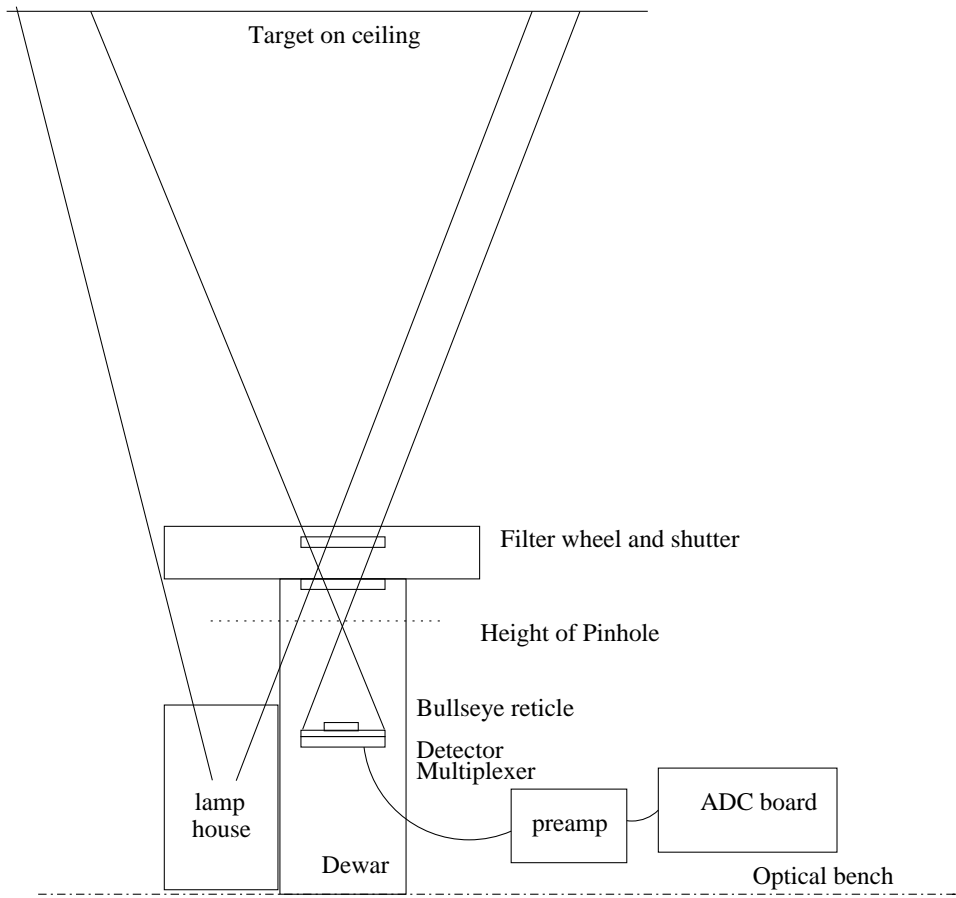 Target on ceiling
Filter wheel and shutter
Height of Pinhole
Bullseye reticle
Detector
Multiplexer
lamp
house
preamp
ADC board
Dewar
Optical bench